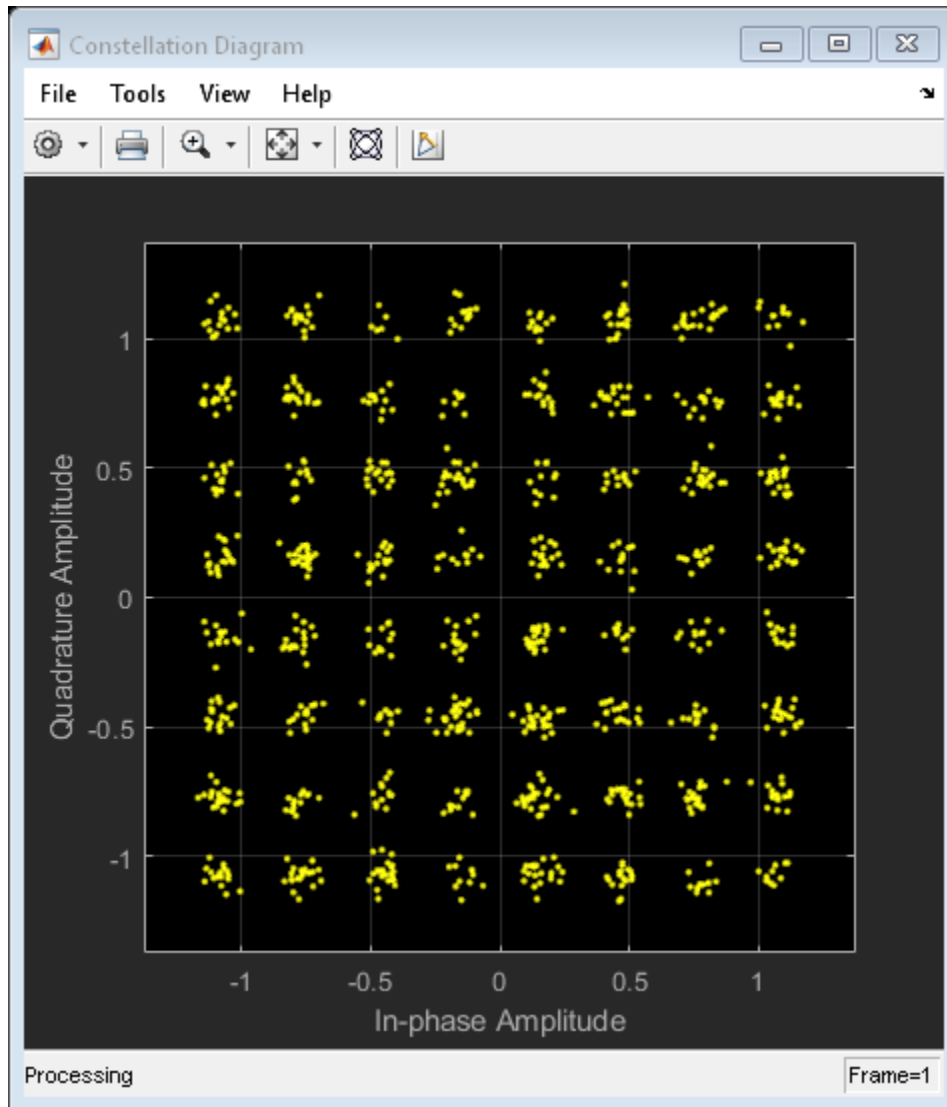 Constellation Diagram
File Tools View Help
1
0.5
0
-0.5
-1
Quadrature Amplitude
-1 -0.5 0 0.5 1
In-phase Amplitude
Processing Frame=1